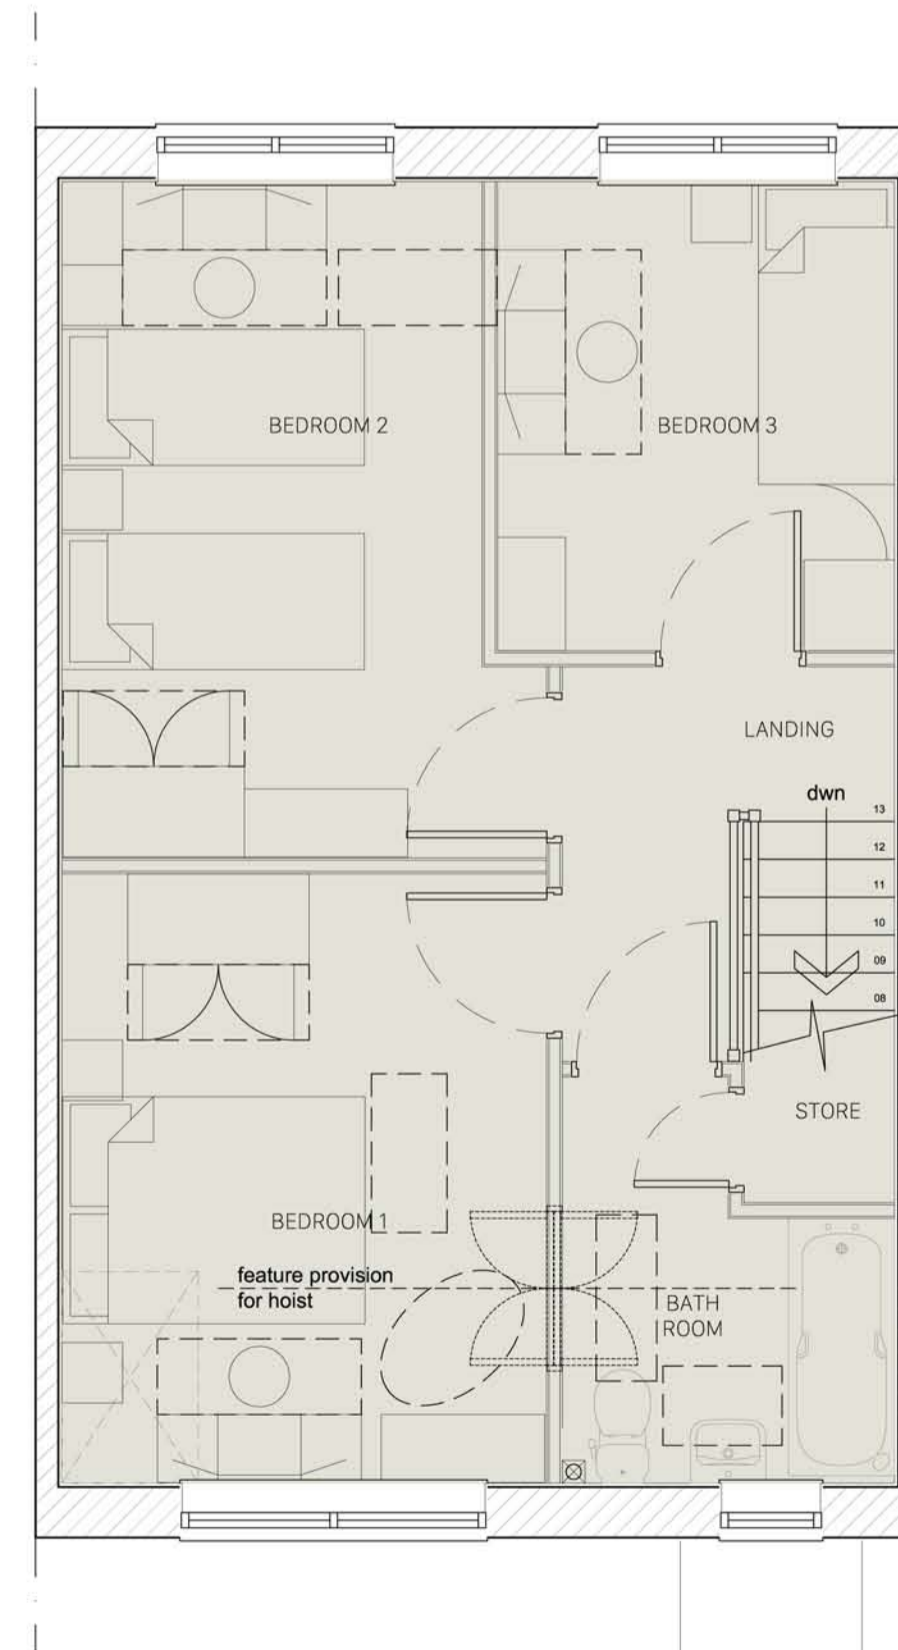 BEDROOM 2
BEDROOM 3
LANDING
dwn
13
12
11
10
09
08
STORE
BEDROOM 1
feature provision
for hoist
BATH
ROOM